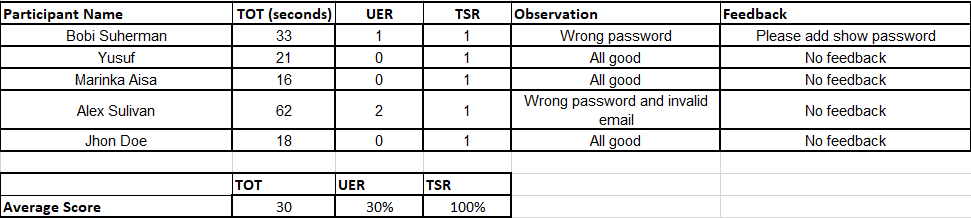 Participant Name TOT (seconds) UER TSR Observation Feedback
Bobi Suherman 33 1 1 Wrong password Please add show password
Yusuf 21 0 1 All good No feedback
Marinka Aisa 16 0 1 All good No feedback
Alex Sulivan 62 2 1 Wrong password and invalid email No feedback
Jhon Doe 18 0 1 All good No feedback
TOT UER TSR
Average Score 30 30% 100%